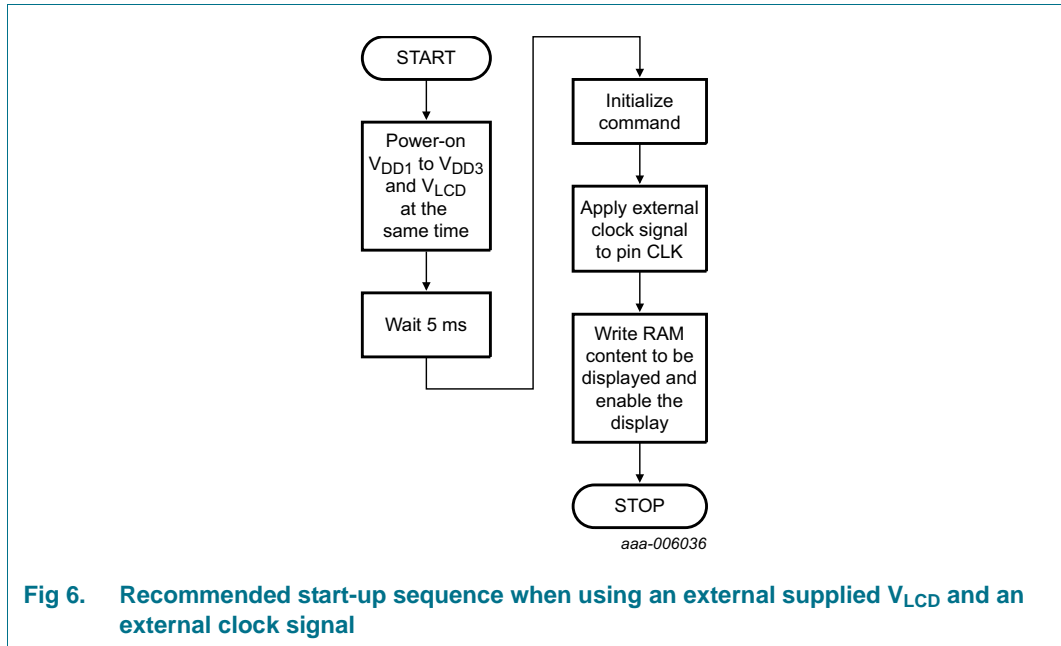 START
Power-on
VDD1 to VDD3
and VLCD
at the
same time
Wait 5 ms
Initialize
command
Apply external
clock signal
to pin CLK
Write RAM
content to be
displayed and
enable the
display
STOP
aaa-006036
Fig 6. Recommended start-up sequence when using an external supplied VLCD and an
external clock signal